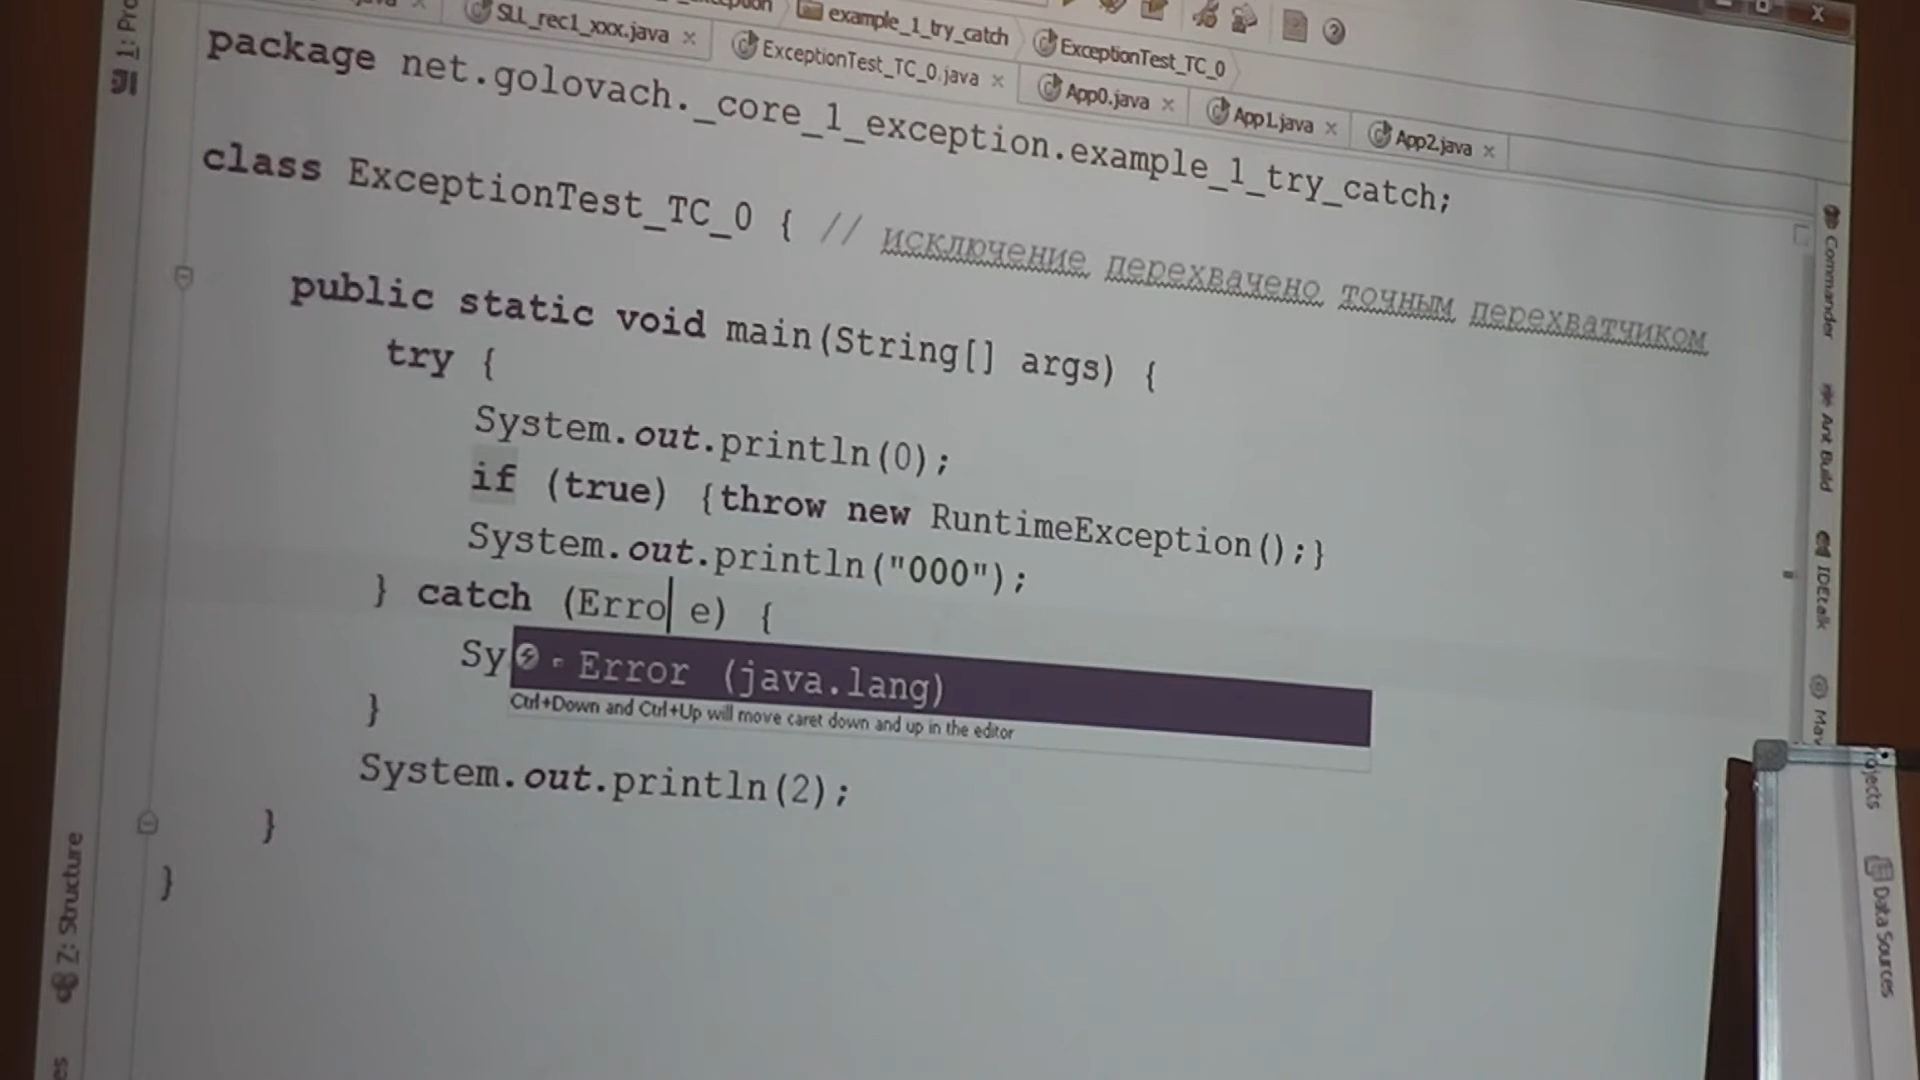 example_1_try_catch
ExceptionTest_TC_0
SLL_rec1_xxx.java
ExceptionTest_TC_0.java
App0.java
App1.java
App2.java
package net.golovach._core_1_exception.example_1_try_catch;
class ExceptionTest_TC_0 { // исключение перехвачено точным перехватчиком
public static void main(String[] args) {
try {
System.out.println(0);
if (true) {throw new RuntimeException();}
System.out.println("000");
} catch (Erro e) {
Sy
Error (java.lang)
Ctrl+Down and Ctrl+Up will move caret down and up in the editor
}
System.out.println(2);
}
}
Commander
Ant Build
IDEtalk
Data Sources
Z: Structure